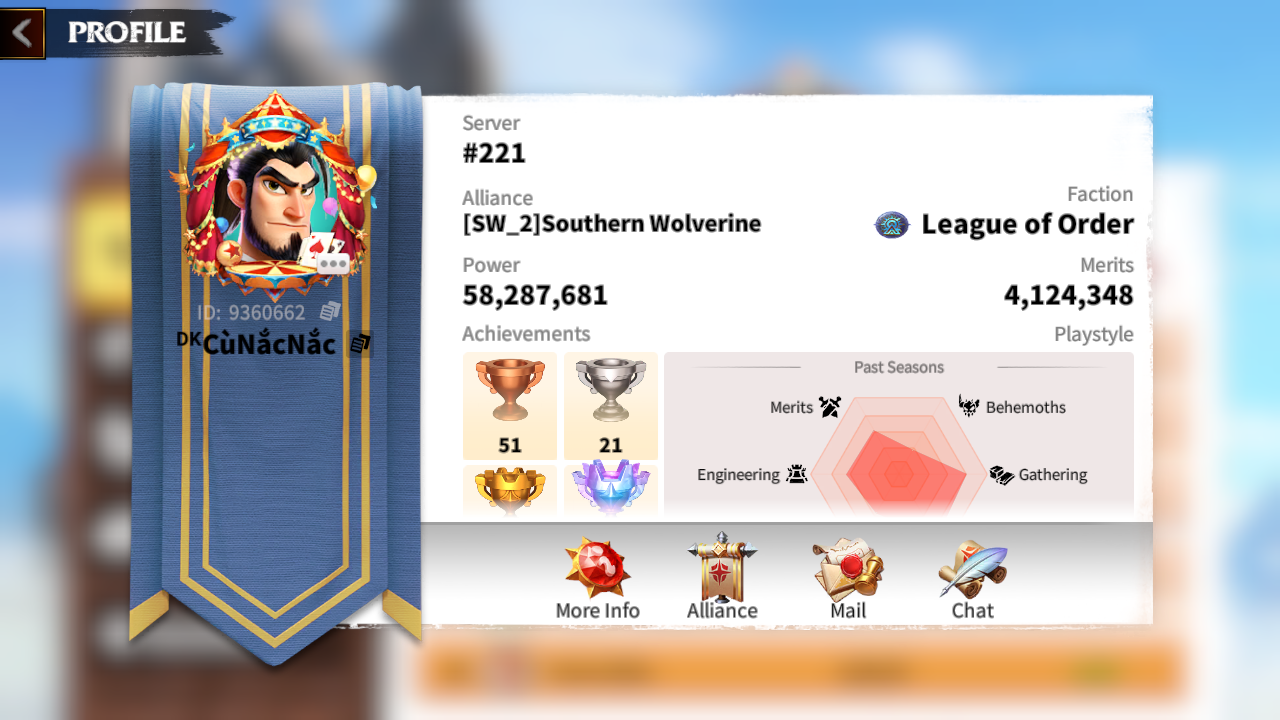 PROFILE
Server
#221
Alliance
Faction
[SW_2]Southern Wolverine
League of Order
Power
Merits
58,287,681
4,124,348
ID: 9360662
Achievements
Playstyle
ᴰᴷCùNắcNắc
Past Seasons
Merits
Behemoths
51
21
Engineering
Gathering
More Info
Alliance
Mail
Chat